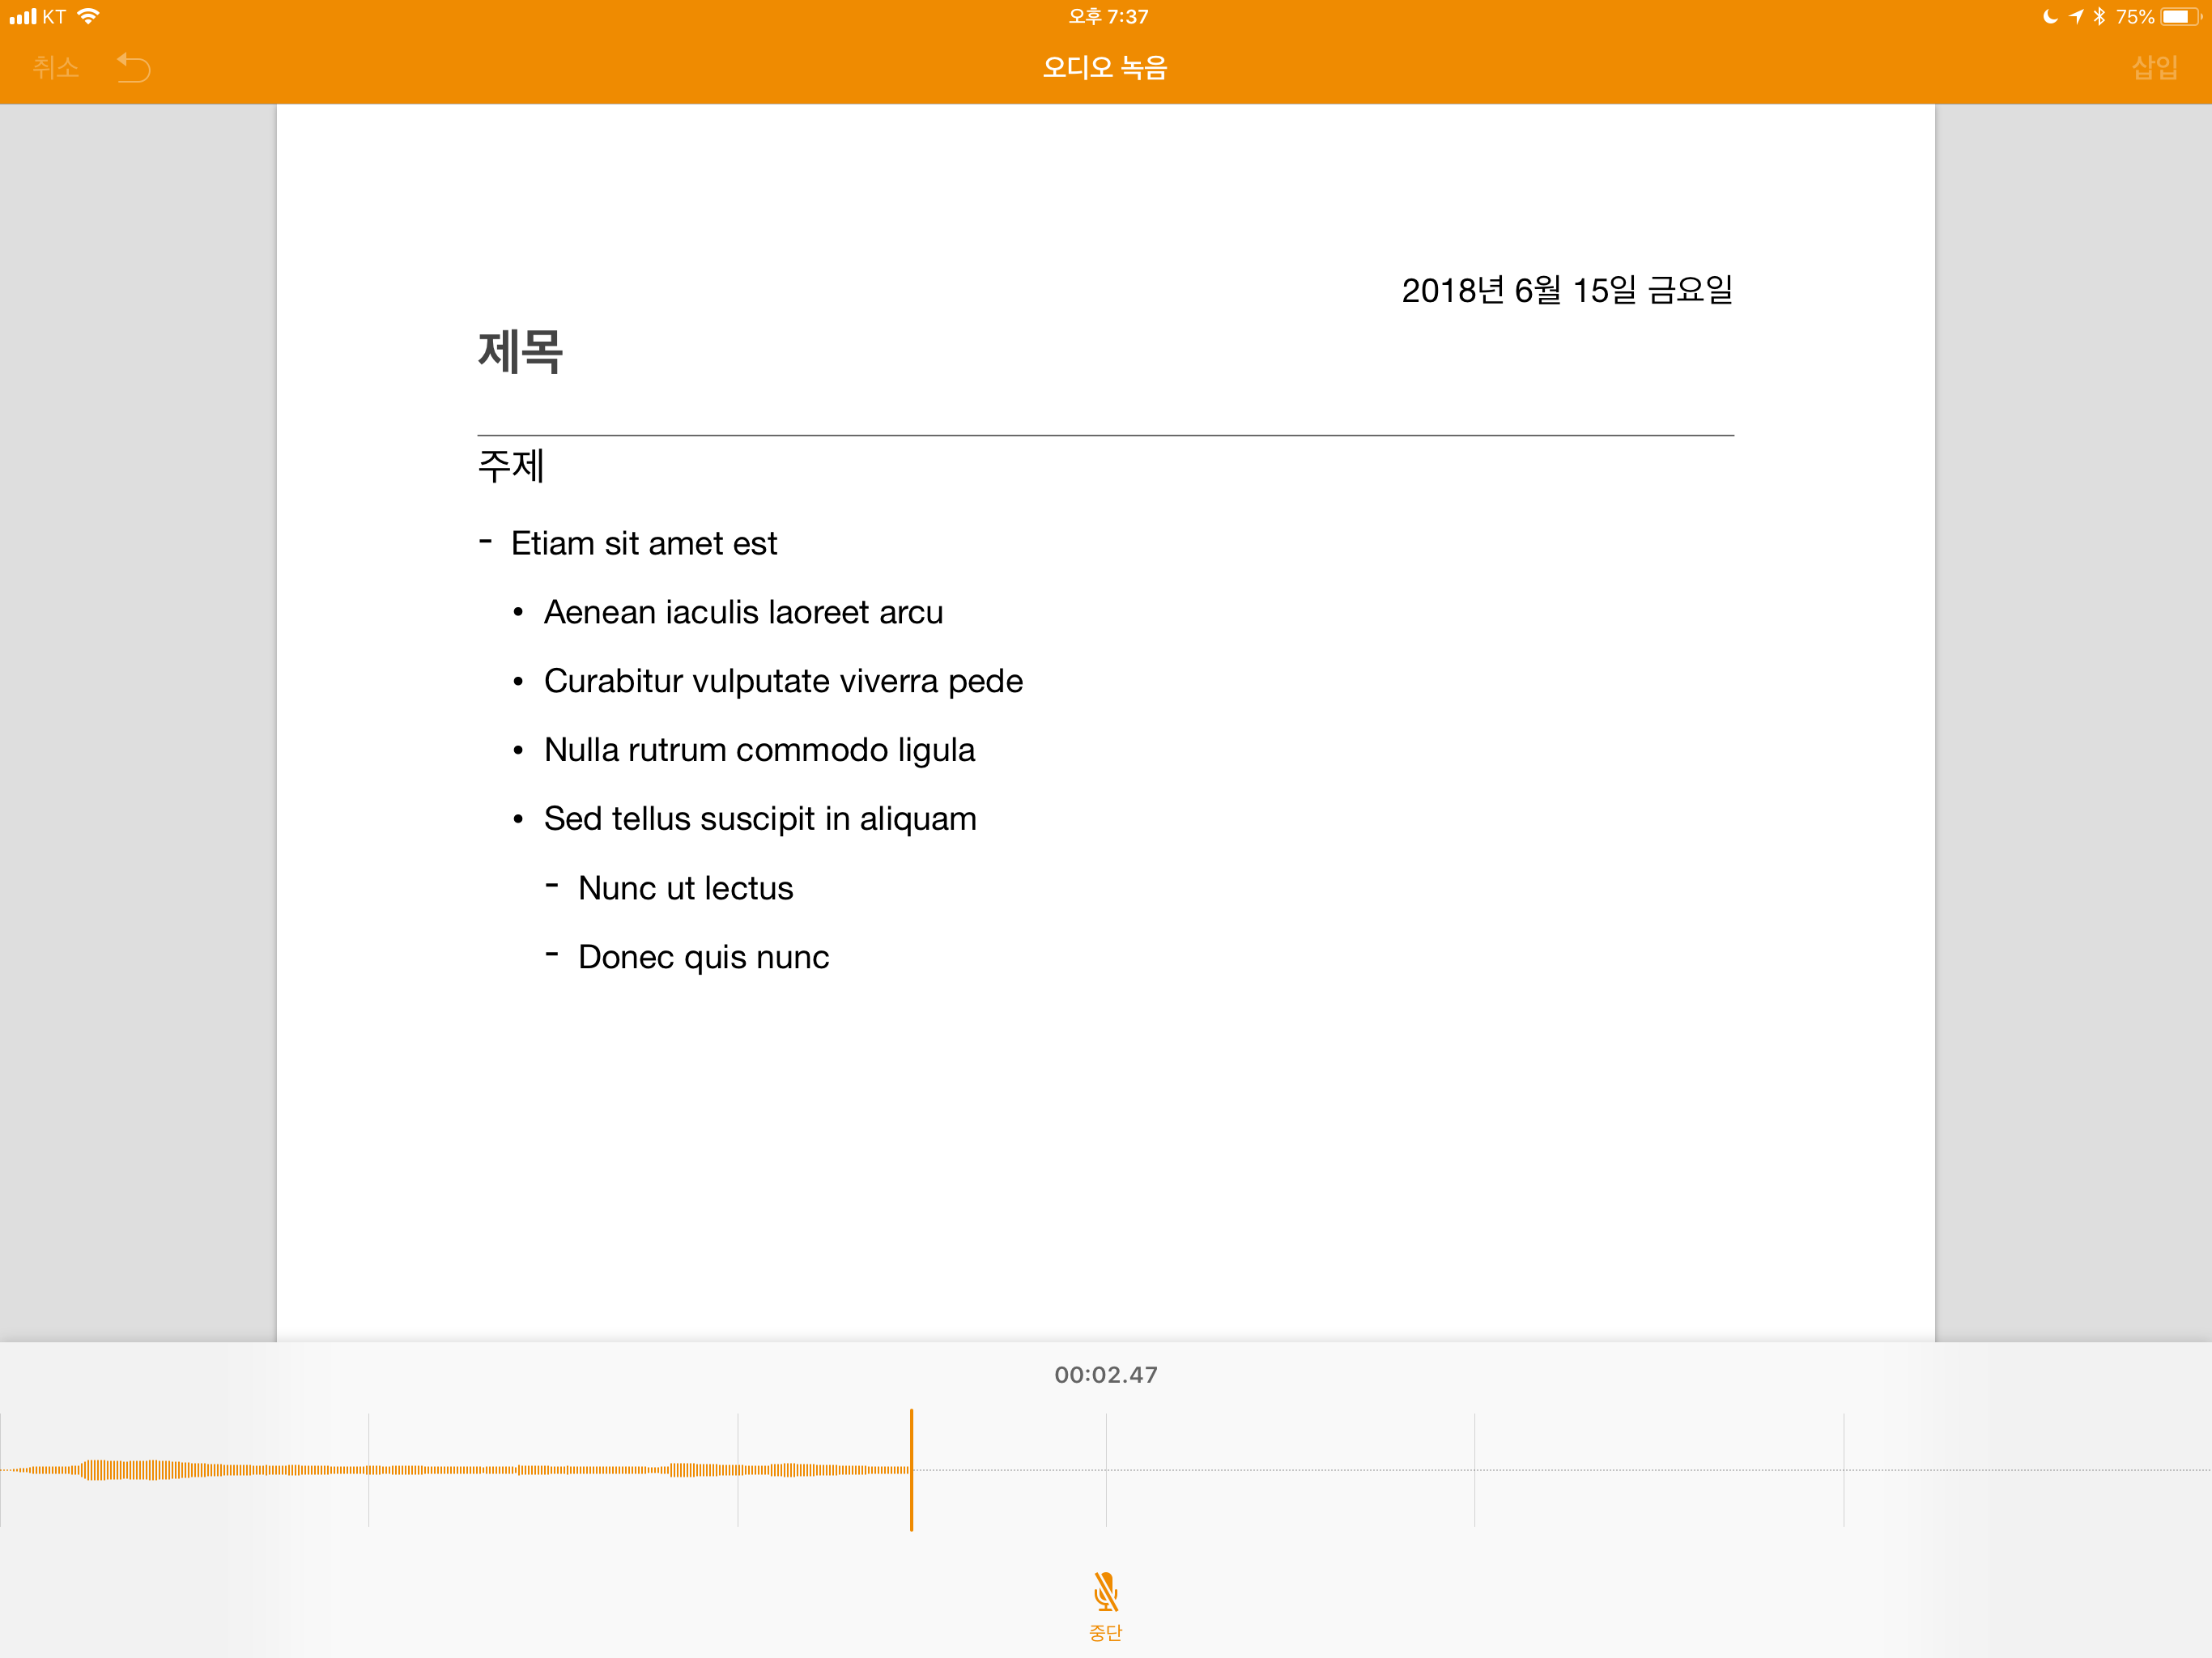 KT 오후 7:37 75%
취소 오디오 녹음 삽입
2018년 6월 15일 금요일
제목
주제
- Etiam sit amet est
• Aenean iaculis laoreet arcu
• Curabitur vulputate viverra pede
• Nulla rutrum commodo ligula
• Sed tellus suscipit in aliquam
- Nunc ut lectus
- Donec quis nunc
00:02.47
중단